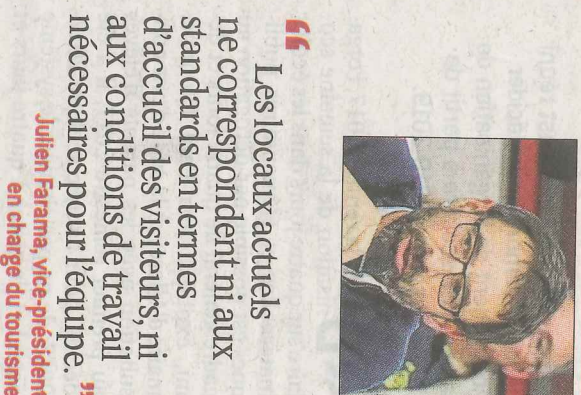 “
Les locaux actuels
ne correspondent ni aux
standards en termes
d'accueil des visiteurs, ni
aux conditions de travail
nécessaires pour l'équipe. ”
Julien Farama, vice-président
en charge du tourisme